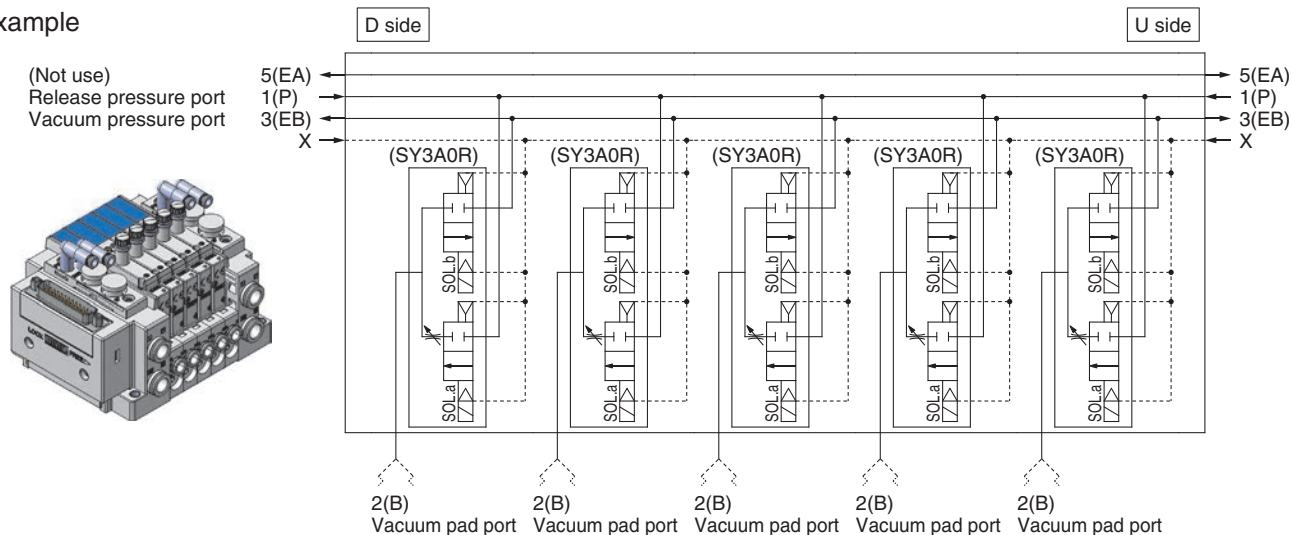 xample
D side
U side
(Not use) 5(EA) 5(EA)
Release pressure port 1(P) 1(P)
Vacuum pressure port 3(EB) 3(EB)
X X
(SY3A0R) (SY3A0R) (SY3A0R) (SY3A0R) (SY3A0R)
SOL.b SOL.b SOL.b SOL.b SOL.b
SOL.a SOL.a SOL.a SOL.a SOL.a
2(B) 2(B) 2(B) 2(B) 2(B)
Vacuum pad port Vacuum pad port Vacuum pad port Vacuum pad port Vacuum pad port